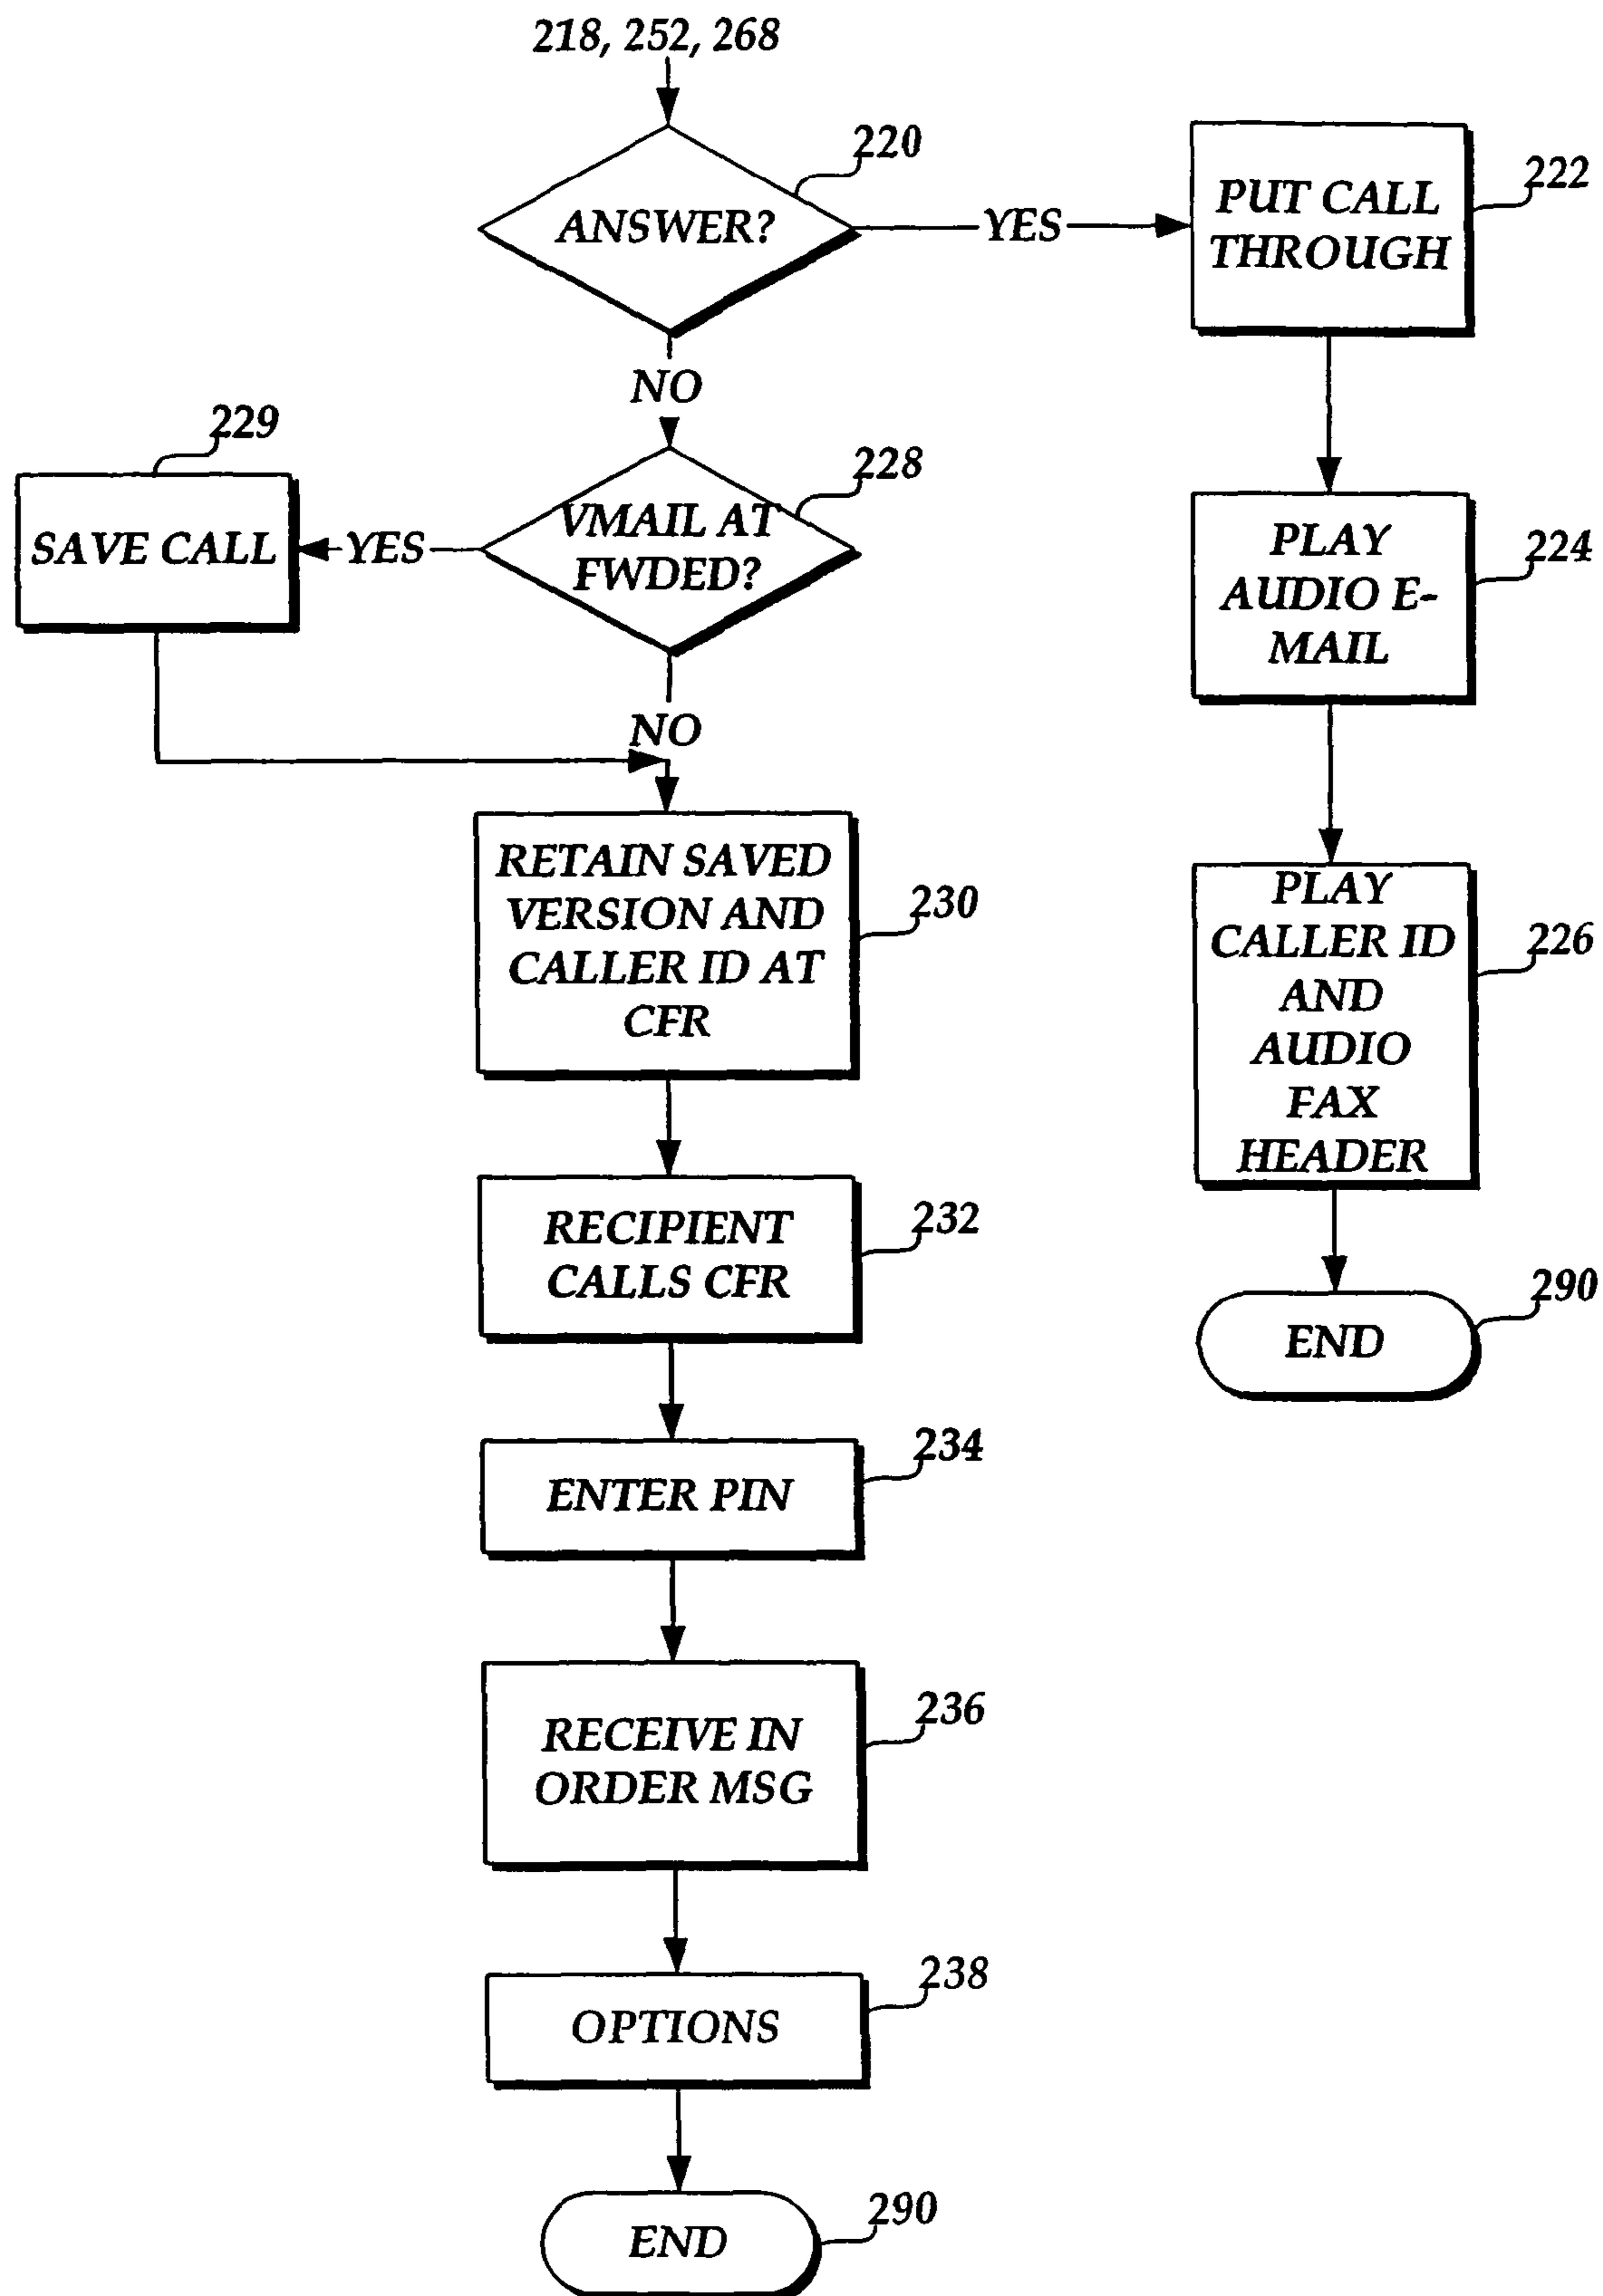 218, 252, 268
220
ANSWER?
YES
PUT CALL
THROUGH
222
NO
229
SAVE CALL
YES
VMAIL AT
FWDED?
228
NO
PLAY
AUDIO E-
MAIL
224
RETAIN SAVED
VERSION AND
CALLER ID AT
CFR
230
PLAY
CALLER ID
AND
AUDIO
FAX
HEADER
226
RECIPIENT
CALLS CFR
232
END
290
ENTER PIN
234
RECEIVE IN
ORDER MSG
236
OPTIONS
238
END
290